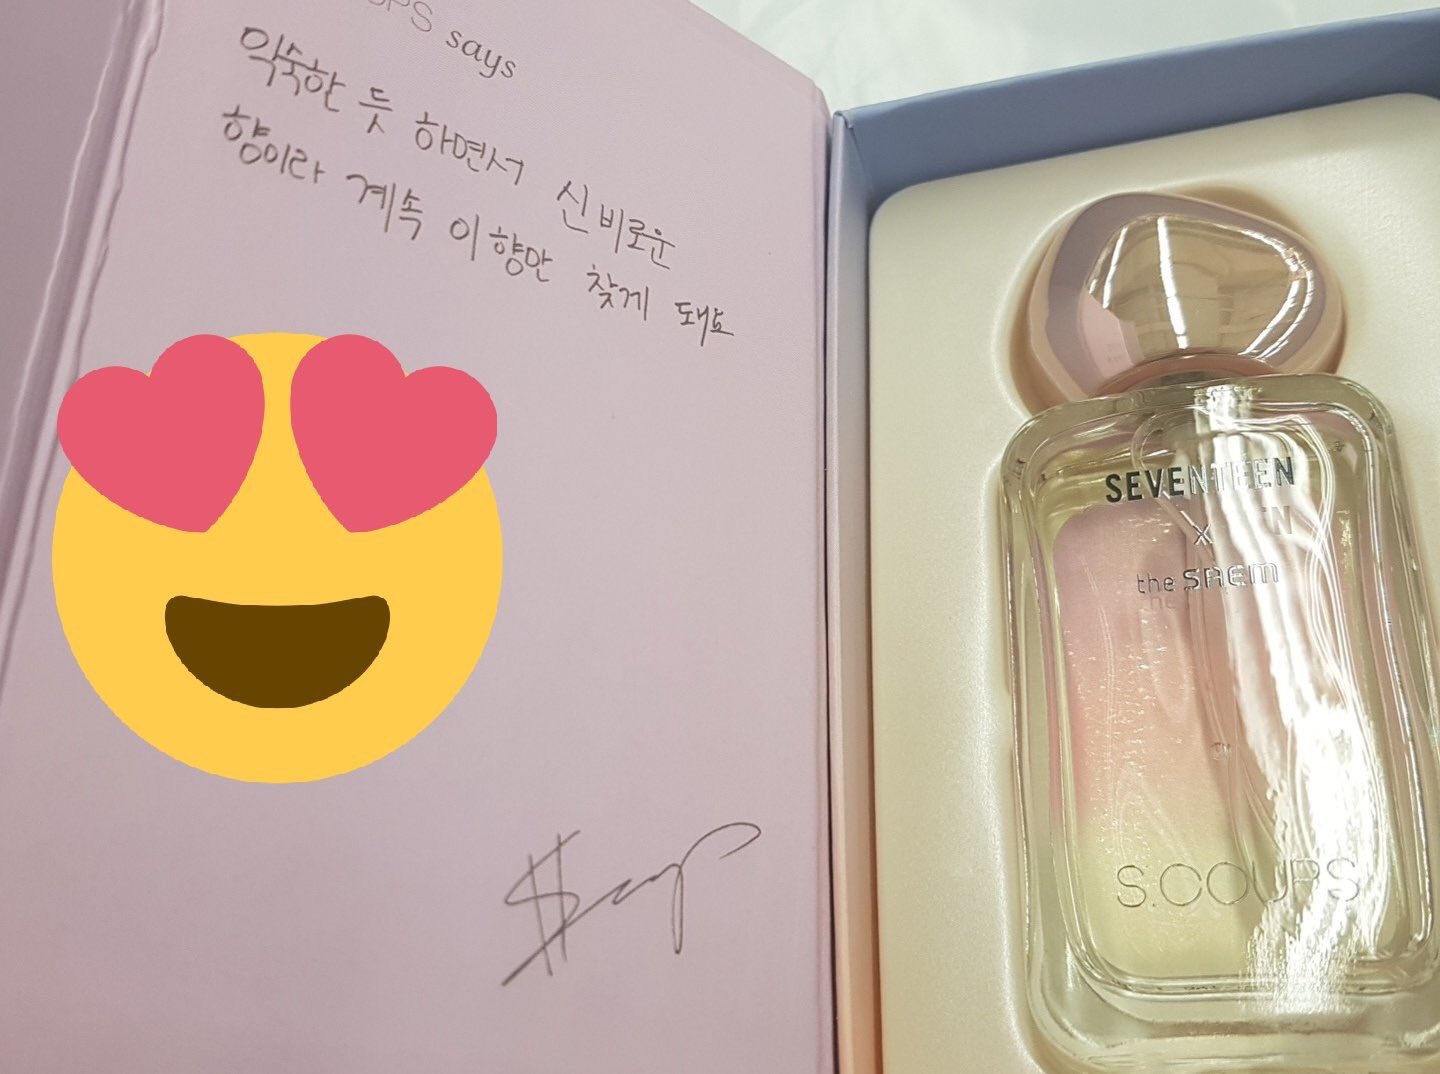 says
익숙한 듯 하면서 신비로운
향이라 계속 이 향만 찾게 돼요
SEVENTEEN
X
the SAEM
S.COUPS